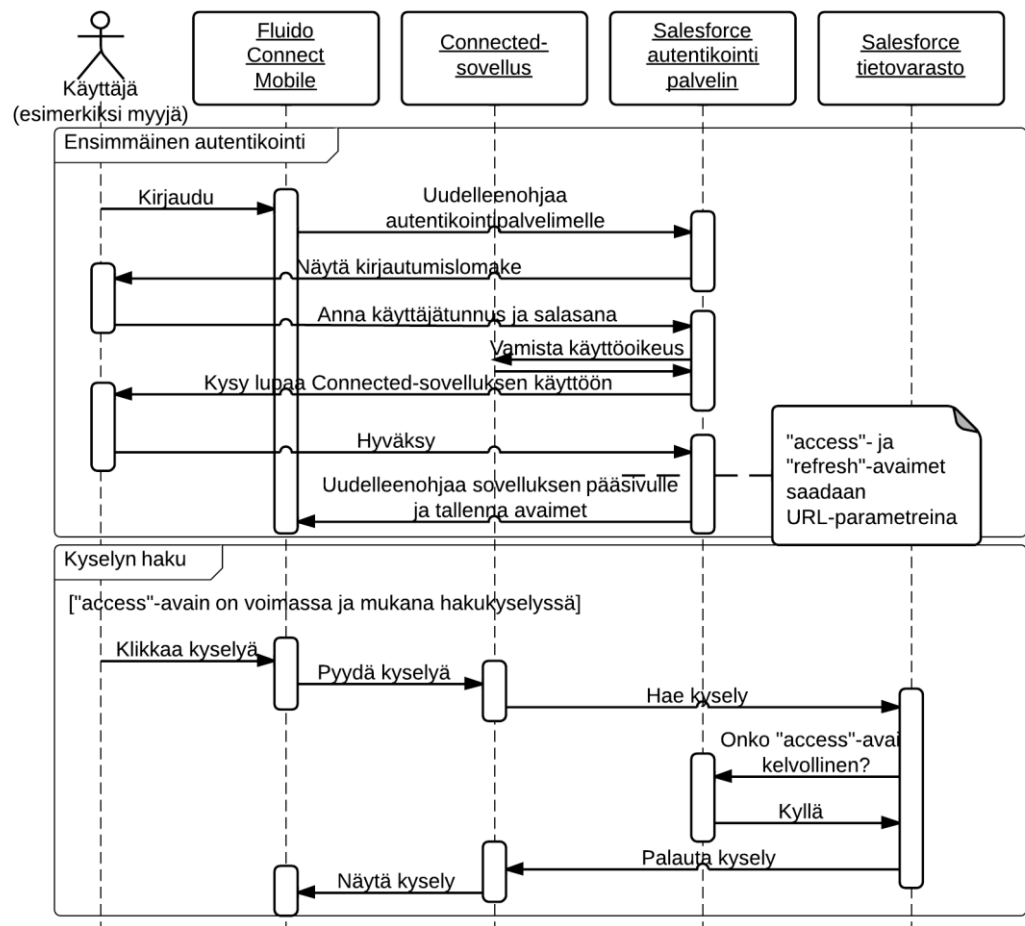 Käyttäjä
(esimerkiksi myyjä)
Fluido
Connect
Mobile
Connected-
sovellus
Salesforce
autentikointi
palvelin
Salesforce
tietovarasto
Ensimmäinen autentikointi
Kirjaudu
Uudelleenohjaa
autentikointipalvelimelle
Näytä kirjautumislomake
Anna käyttäjätunnus ja salasana
Vamista käyttöoikeus
Kysy lupaa Connected-sovelluksen käyttöön
Hyväksy
"access"- ja
"refresh"-avaimet
saadaan
URL-parametreina
Uudelleenohjaa sovelluksen pääsivulle
ja tallenna avaimet
Kyselyn haku
["access"-avain on voimassa ja mukana hakukyselyssä]
Klikkaa kyselyä
Pyydä kyselyä
Hae kysely
Onko "access"-avai
kelvollinen?
Kyllä
Palauta kysely
Näytä kysely